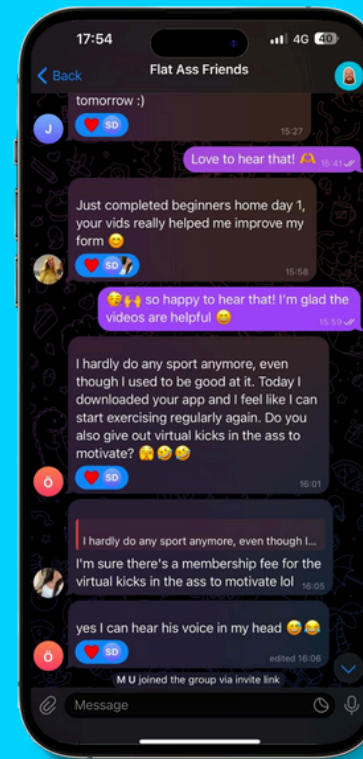 17:54
4G 40
Back
Flat Ass Friends
tomorrow :)
J
❤️ SD
15:27
Love to hear that! 🫶 15:41
Just completed beginners home day 1,
your vids really helped me improve my
form 😊
❤️ SD
15:58
🥳🙌 so happy to hear that! I'm glad the
videos are helpful 😄
15:59
I hardly do any sport anymore, even
though I used to be good at it. Today I
downloaded your app and I feel like I can
start exercising regularly again. Do you
also give out virtual kicks in the ass to
motivate? 🫣🤣🤣
Ö
❤️ SD
16:01
I hardly do any sport anymore, even though I...
I'm sure there's a membership fee for the
virtual kicks in the ass to motivate lol 16:05
yes I can hear his voice in my head 😅😂
Ö
❤️ SD
edited 16:06
M U joined the group via invite link
Message